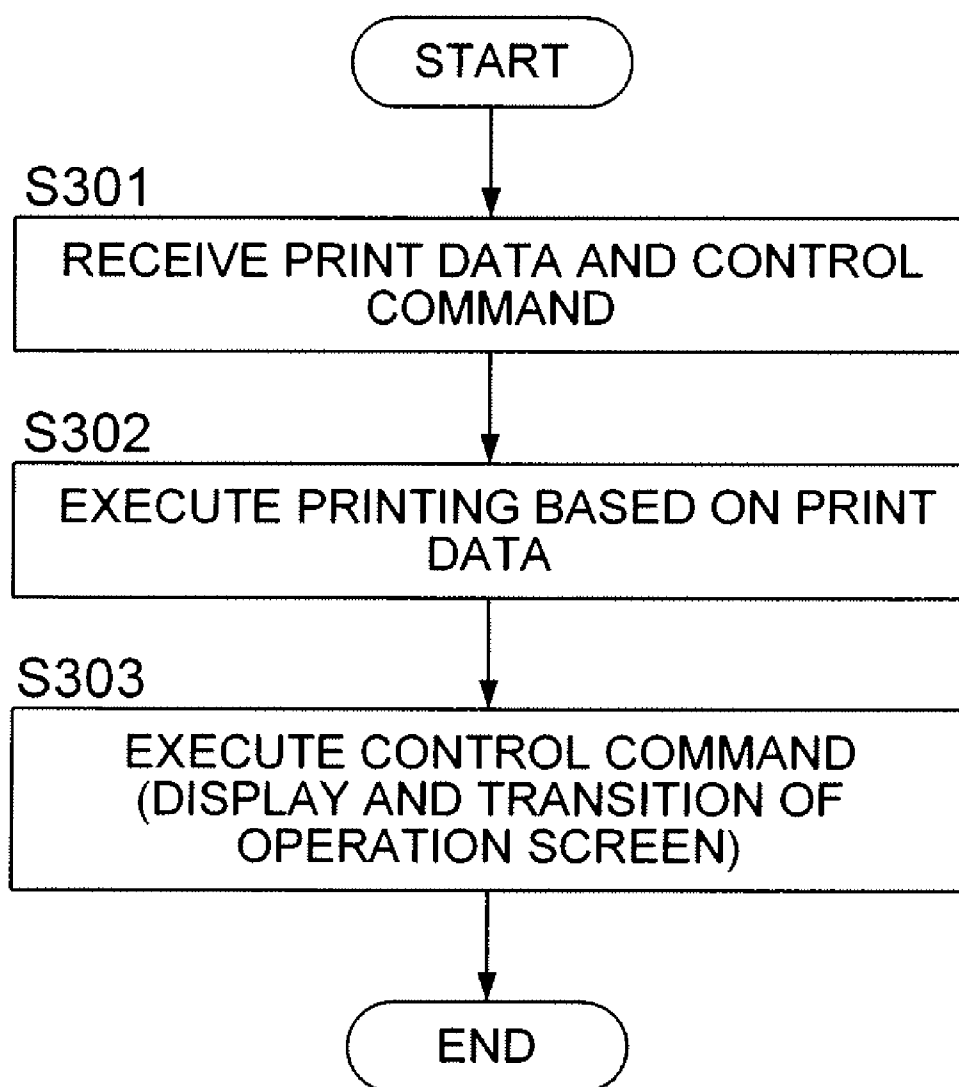 START
S301
RECEIVE PRINT DATA AND CONTROL
COMMAND
S302
EXECUTE PRINTING BASED ON PRINT
DATA
S303
EXECUTE CONTROL COMMAND
(DISPLAY AND TRANSITION OF
OPERATION SCREEN)
END